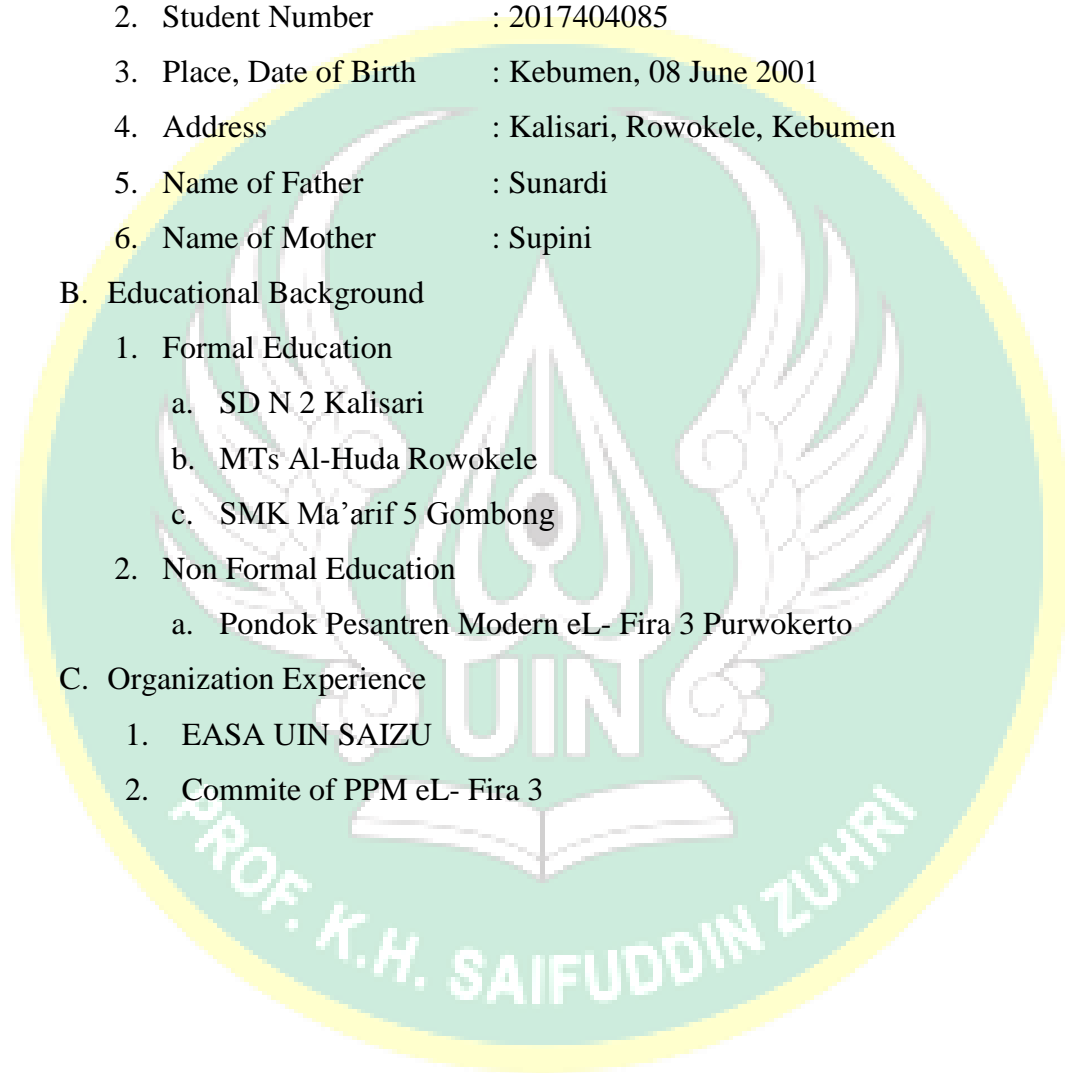 2. Student Number : 2017404085
3. Place, Date of Birth : Kebumen, 08 June 2001
4. Address : Kalisari, Rowokele, Kebumen
5. Name of Father : Sunardi
6. Name of Mother : Supini
B. Educational Background
1. Formal Education
a. SD N 2 Kalisari
b. MTs Al-Huda Rowokele
c. SMK Ma’arif 5 Gombong
2. Non Formal Education
a. Pondok Pesantren Modern eL- Fira 3 Purwokerto
C. Organization Experience
1. EASA UIN SAIZU
2. Commite of PPM eL- Fira 3
UIN
PROF. K.H. SAIFUDDIN ZUHRI